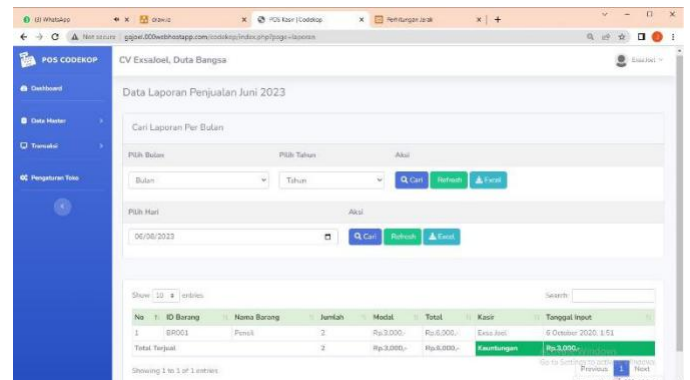 (3) WhatsApp
draw.io
POS Kasir | Codekop
Perhitungan Jarak
Not secure | gsjoel.000webhostapp.com/codekop/index.php?page=laporan
POS CODEKOP
CV ExsaJoel, Duta Bangsa
Dashboard
Data Master
Transaksi
Pengaturan Toko
Data Laporan Penjualan Juni 2023
Cari Laporan Per Bulan
Pilih Bulan Pilih Tahun Aksi
Bulan Tahun Cari Refresh Excel
Pilih Hari Aksi
06/08/2023 Cari Refresh Excel
Show 10 entries Search:
No ID Barang Nama Barang Jumlah Modal Total Kasir Tanggal Input
1 BR001 Pensil 2 Rp.3,000,- Rp.6,000,- Exsa Joel 6 October 2020, 1:51
Total Terjual 2 Rp.3,000,- Rp.6,000,- Keuntungan Rp.3,000,-
Showing 1 to 1 of 1 entries Previous 1 Next